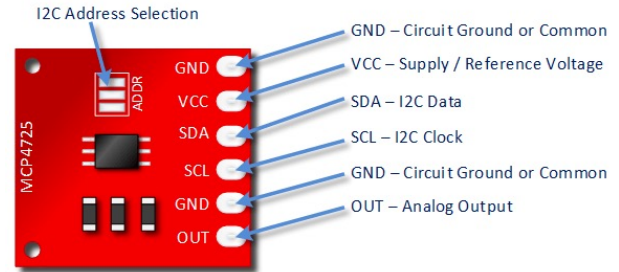 I2C Address Selection
GND – Circuit Ground or Common
VCC – Supply / Reference Voltage
SDA – I2C Data
SCL – I2C Clock
GND – Circuit Ground or Common
OUT – Analog Output
MCP4725
ADDR
GND
VCC
SDA
SCL
GND
OUT